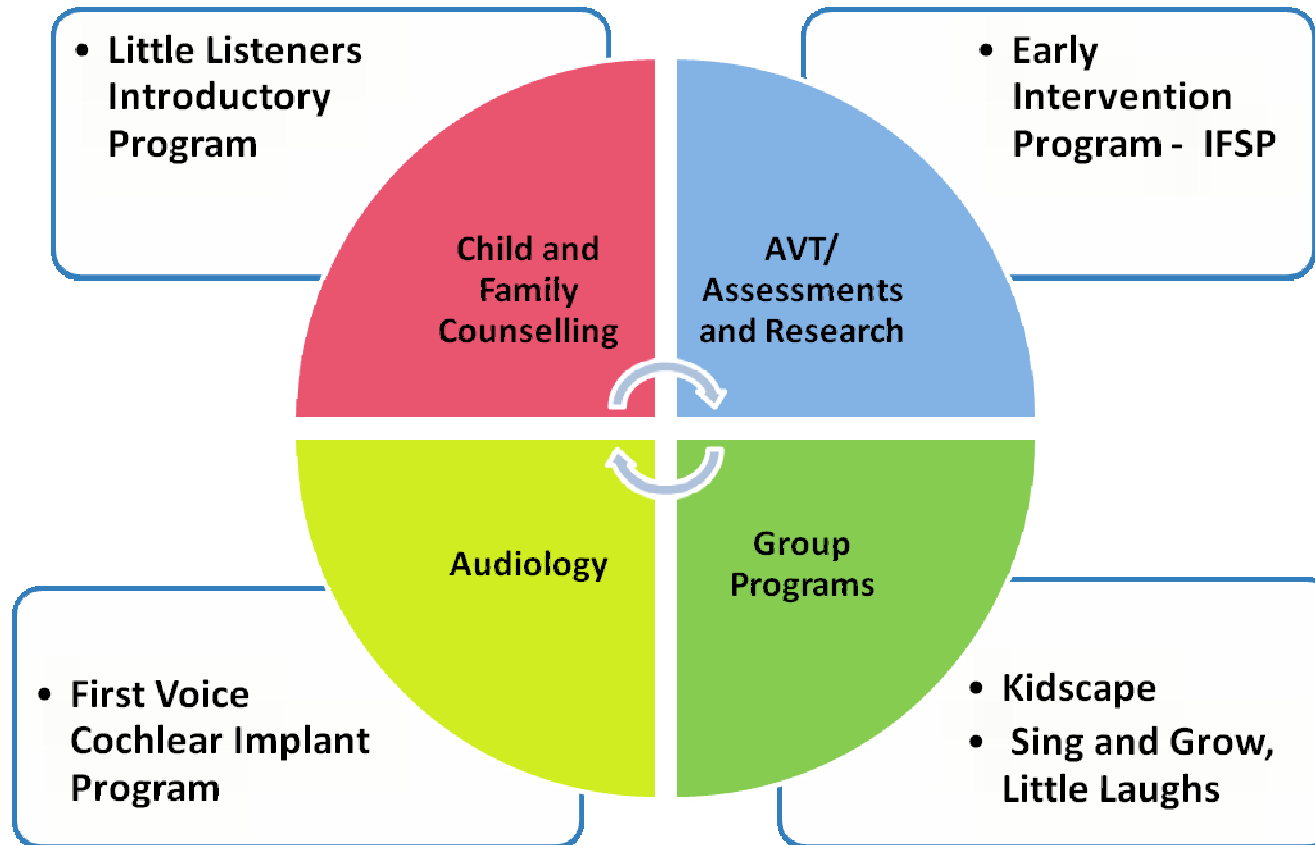 • Little Listeners
Introductory
Program
• Early
Intervention
Program - IFSP
Child and
Family
Counselling
AVT/
Assessments
and Research
Audiology
Group
Programs
• First Voice
Cochlear Implant
Program
• Kidscape
• Sing and Grow,
Little Laughs